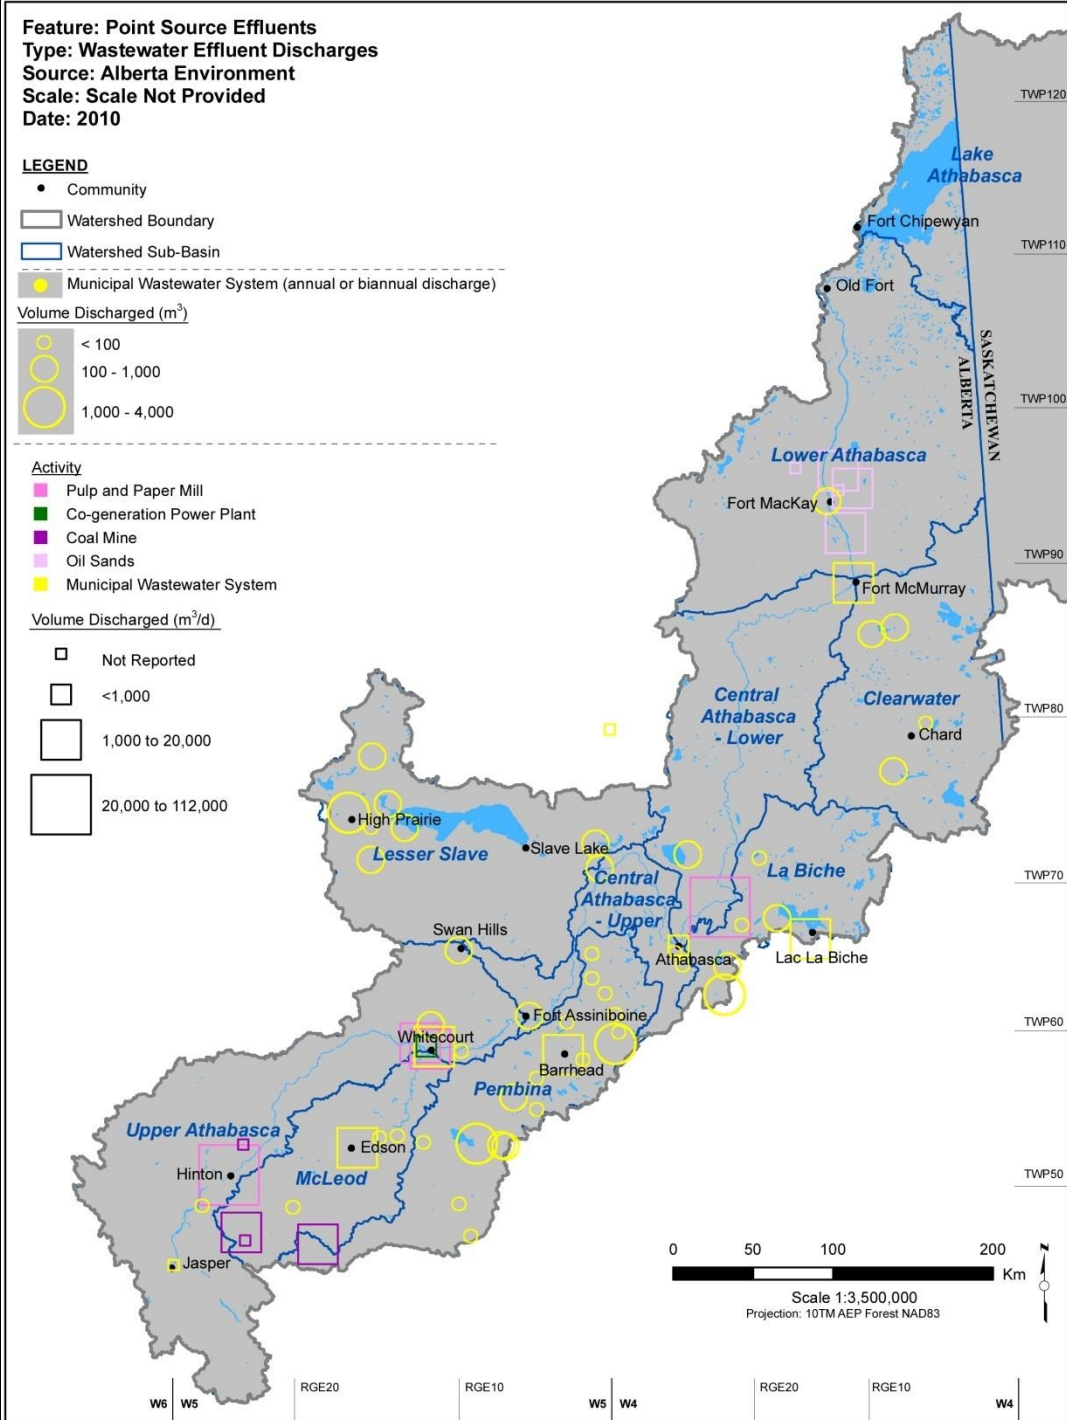 Feature: Point Source Effluents
Type: Wastewater Effluent Discharges
Source: Alberta Environment
Scale: Scale Not Provided
Date: 2010
LEGEND
Community
Watershed Boundary
Watershed Sub-Basin
Municipal Wastewater System (annual or biannual discharge)
Volume Discharged (m³)
< 100
100 - 1,000
1,000 - 4,000
Activity
Pulp and Paper Mill
Co-generation Power Plant
Coal Mine
Oil Sands
Municipal Wastewater System
Volume Discharged (m³/d)
Not Reported
<1,000
1,000 to 20,000
20,000 to 112,000
TWP120
Lake
Athabasca
Fort Chipewyan
TWP110
Old Fort
SASKATCHEWAN
ALBERTA
TWP100
Lower Athabasca
Fort MacKay
TWP90
Fort McMurray
Central
Athabasca
- Lower
Clearwater
TWP80
Chard
High Prairie
Lesser Slave
Slave Lake
La Biche
TWP70
Central
Athabasca
- Upper
Swan Hills
Athabasca
Lac La Biche
Fort Assiniboine
TWP60
Whitecourt
Barrhead
Pembina
Upper Athabasca
Edson
Hinton
McLeod
TWP50
Jasper
0 50 100 200
Km
N
Scale 1:3,500,000
Projection: 10TM AEP Forest NAD83
W6 W5 RGE20 RGE10 W5 W4 RGE20 RGE10 W4